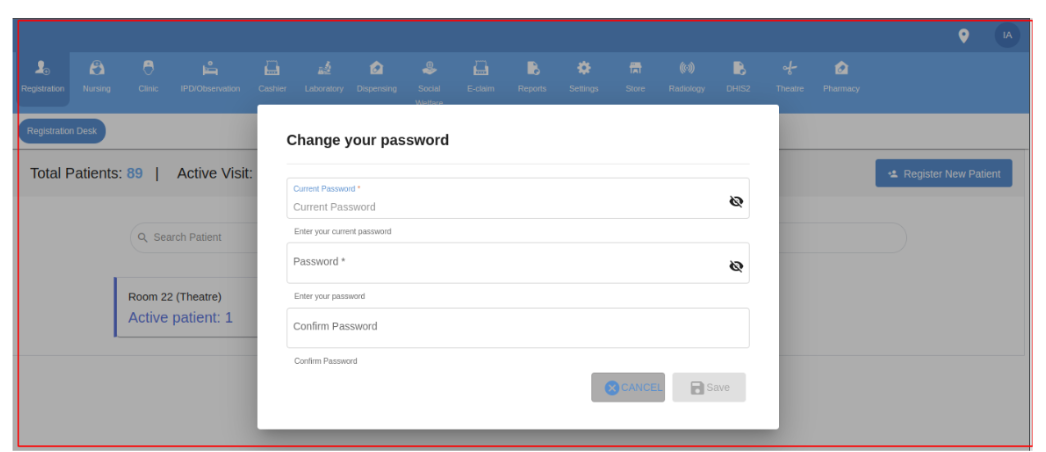 IA
Registration
Nursing
Clinic
IPD/Observation
Cashier
Laboratory
Dispensing
Social
Welfare
E-claim
Reports
Settings
Store
Radiology
DHIS2
Theatre
Pharmacy
Registration Desk
Total Patients: 89 | Active Visit:
Register New Patient
Search Patient
Room 22 (Theatre)
Active patient: 1
Change your password
Current Password *
Current Password
Enter your current password
Password *
Enter your password
Confirm Password
Confirm Password
CANCEL
Save